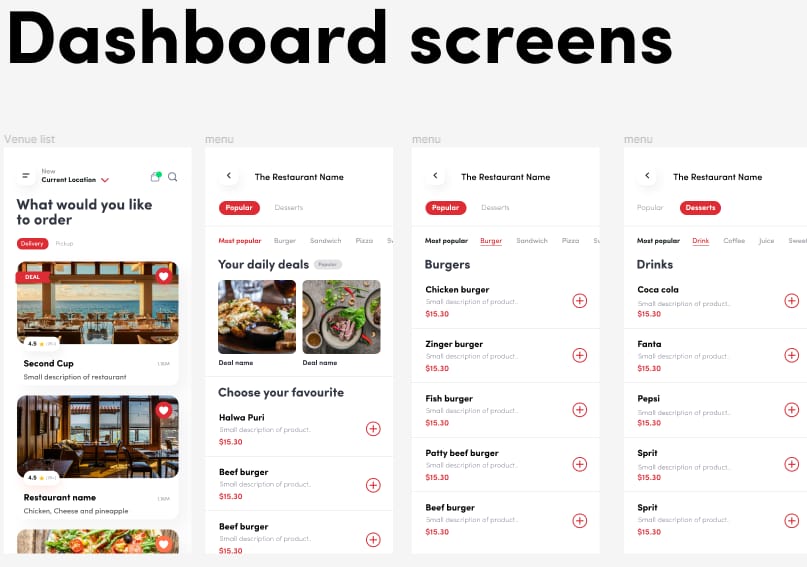 Dashboard screens
Venue list
New
Current Location
What would you like
to order
Delivery Pickup
DEAL
4.5
Second Cup
Small description of restaurant
4.5
Restaurant name
Chicken, Cheese and pineapple
menu
The Restaurant Name
Popular Desserts
Most popular Burger Sandwich Pizza
Your daily deals Popular
Deal name Deal name
Choose your favourite
Halwa Puri
Small description of product..
$15.30
Beef burger
Small description of product..
$15.30
Beef burger
Small description of product..
$15.30
menu
The Restaurant Name
Popular Desserts
Most popular Burger Sandwich Pizza
Burgers
Chicken burger
Small description of product..
$15.30
Zinger burger
Small description of product..
$15.30
Fish burger
Small description of product..
$15.30
Patty beef burger
Small description of product..
$15.30
Beef burger
Small description of product..
$15.30
menu
The Restaurant Name
Popular Desserts
Most popular Drink Coffee Juice Sweet
Drinks
Coca cola
Small description of product..
$15.30
Fanta
Small description of product..
$15.30
Pepsi
Small description of product..
$15.30
Sprit
Small description of product..
$15.30
Sprit
Small description of product..
$15.30